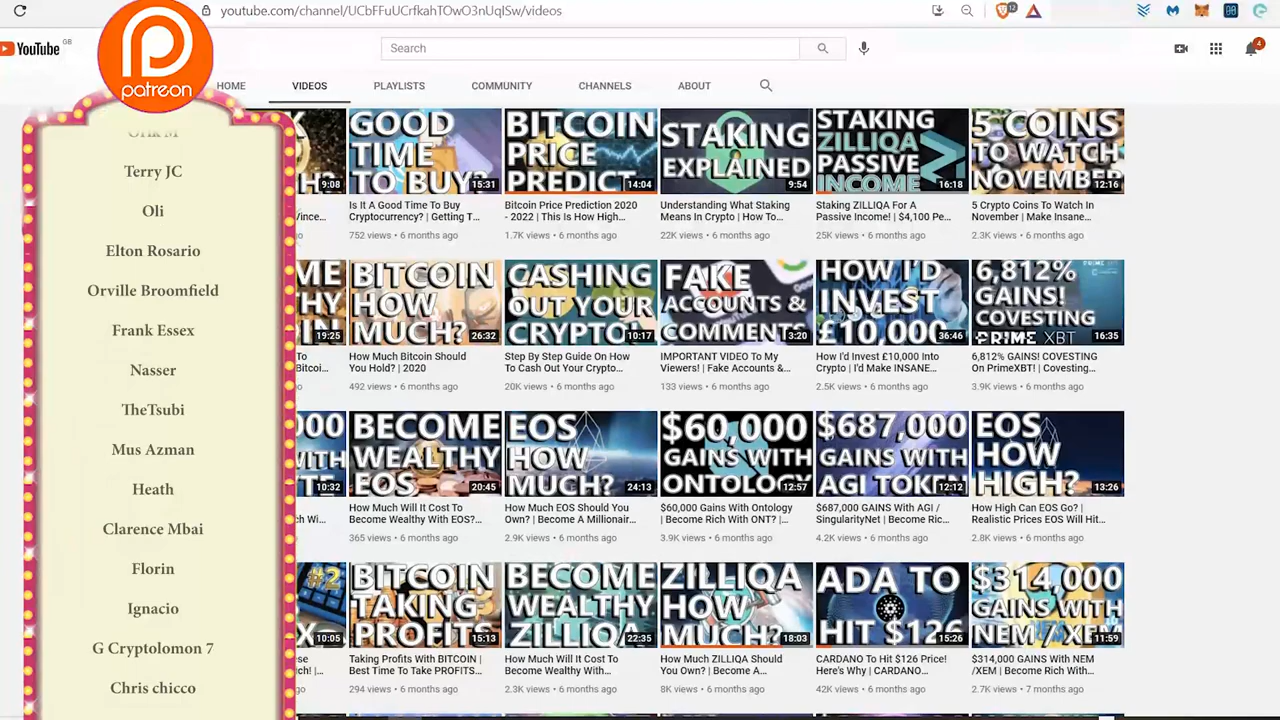 youtube.com/channel/UCbFFuUCrfkahTOwO3nUqlSw/videos
12
YouTube GB
Search
4
patreon
HOME
VIDEOS
PLAYLISTS
COMMUNITY
CHANNELS
ABOUT
Terry JC
Oli
Elton Rosario
Orville Broomfield
Frank Essex
Nasser
TheTsubi
Mus Azman
Heath
Clarence Mbai
Florin
Ignacio
G Cryptolomon 7
Chris chicco
9:08
GOOD
TIME
TO BUY?
15:31
BITCOIN
PRICE
PREDICT
14:04
STAKING
EXPLAINED
9:54
STAKING
ZILLIQA
PASSIVE
INCOME
16:18
5 COINS
TO WATCH
NOVEMBER
12:16
Is It A Good Time To Buy
Cryptocurrency? | Getting T...
752 views • 6 months ago
Bitcoin Price Prediction 2020
- 2022 | This Is How High...
1.7K views • 6 months ago
Understanding What Staking
Means In Crypto | How To...
22K views • 6 months ago
Staking ZILLIQA For A
Passive Income! | $4,100 Pe...
25K views • 6 months ago
5 Crypto Coins To Watch In
November | Make Insane...
2.3K views • 6 months ago
19:25
BITCOIN
HOW
MUCH?
26:32
CASHING
OUT YOUR
CRYPTO
10:17
FAKE
ACCOUNTS &
COMMENTS
3:20
HOW I'D
INVEST
£10,000
36:46
6,812%
GAINS!
COVESTING
PRIME XBT
16:35
How Much Bitcoin Should
You Hold? | 2020
492 views • 6 months ago
Step By Step Guide On How
To Cash Out Your Crypto...
20K views • 6 months ago
IMPORTANT VIDEO To My
Viewers! | Fake Accounts &...
133 views • 6 months ago
How I'd Invest £10,000 Into
Crypto | I'd Make INSANE...
2.5K views • 6 months ago
6,812% GAINS! COVESTING
On PrimeXBT! | Covesting...
3.9K views • 6 months ago
10:32
BECOME
WEALTHY
EOS
20:45
EOS
HOW
MUCH?
24:13
$60,000
GAINS WITH
ONTOLOGY
12:57
$687,000
GAINS WITH
AGI TOKEN
12:12
EOS
HOW
HIGH?
13:26
How Much Will It Cost To
Become Wealthy With EOS?...
365 views • 6 months ago
How Much EOS Should You
Own? | Become A Millionair...
2.9K views • 6 months ago
$60,000 Gains With Ontology
| Become Rich With ONT? |...
3.9K views • 6 months ago
$687,000 Gains With AGI /
SingularityNet | Become Ric...
4.2K views • 6 months ago
How High Can EOS Go? |
Realistic Prices EOS Will Hit...
2.8K views • 6 months ago
#2
10:05
BITCOIN
TAKING
PROFITS
15:13
BECOME
WEALTHY
ZILLIQA
22:35
ZILLIQA
HOW
MUCH?
18:03
ADA TO
HIT $126
15:26
$314,000
GAINS WITH
NEM / XEM
11:59
Taking Profits With BITCOIN |
Best Time To Take PROFITS...
294 views • 6 months ago
How Much Will It Cost To
Become Wealthy With...
2.3K views • 6 months ago
How Much ZILLIQA Should
You Own? | Become A...
8K views • 6 months ago
CARDANO To Hit $126 Price!
Here's Why | CARDANO...
42K views • 6 months ago
$314,000 GAINS With NEM
/XEM | Become Rich With...
2.7K views • 7 months ago